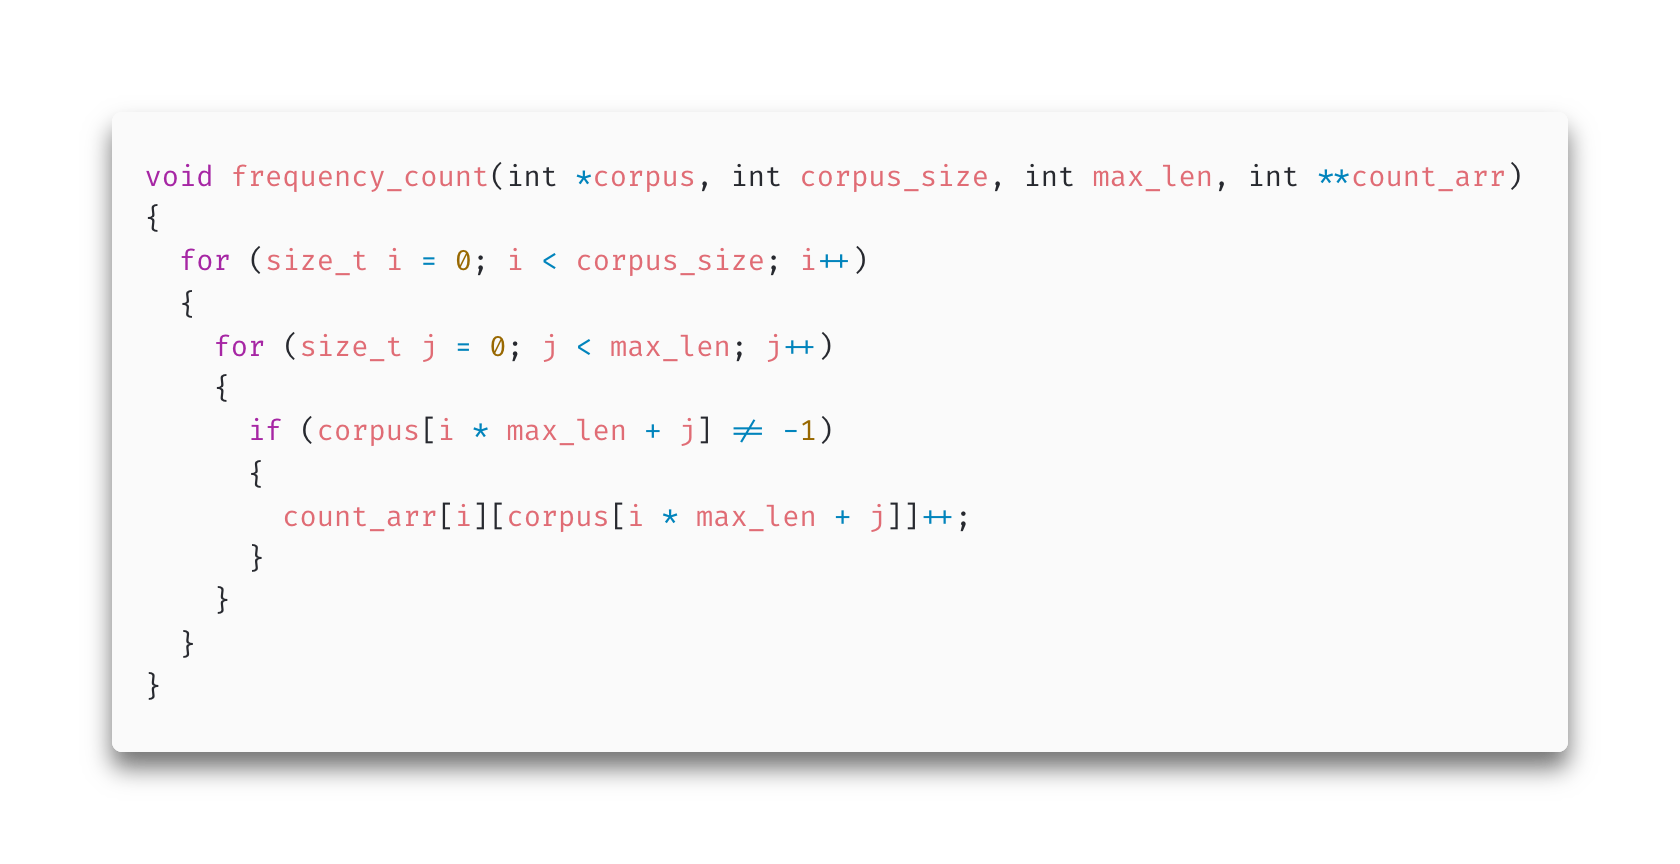 void frequency_count(int *corpus, int corpus_size, int max_len, int **count_arr)
{
  for (size_t i = 0; i < corpus_size; i++)
  {
    for (size_t j = 0; j < max_len; j++)
    {
      if (corpus[i * max_len + j] != -1)
      {
        count_arr[i][corpus[i * max_len + j]]++;
      }
    }
  }
}